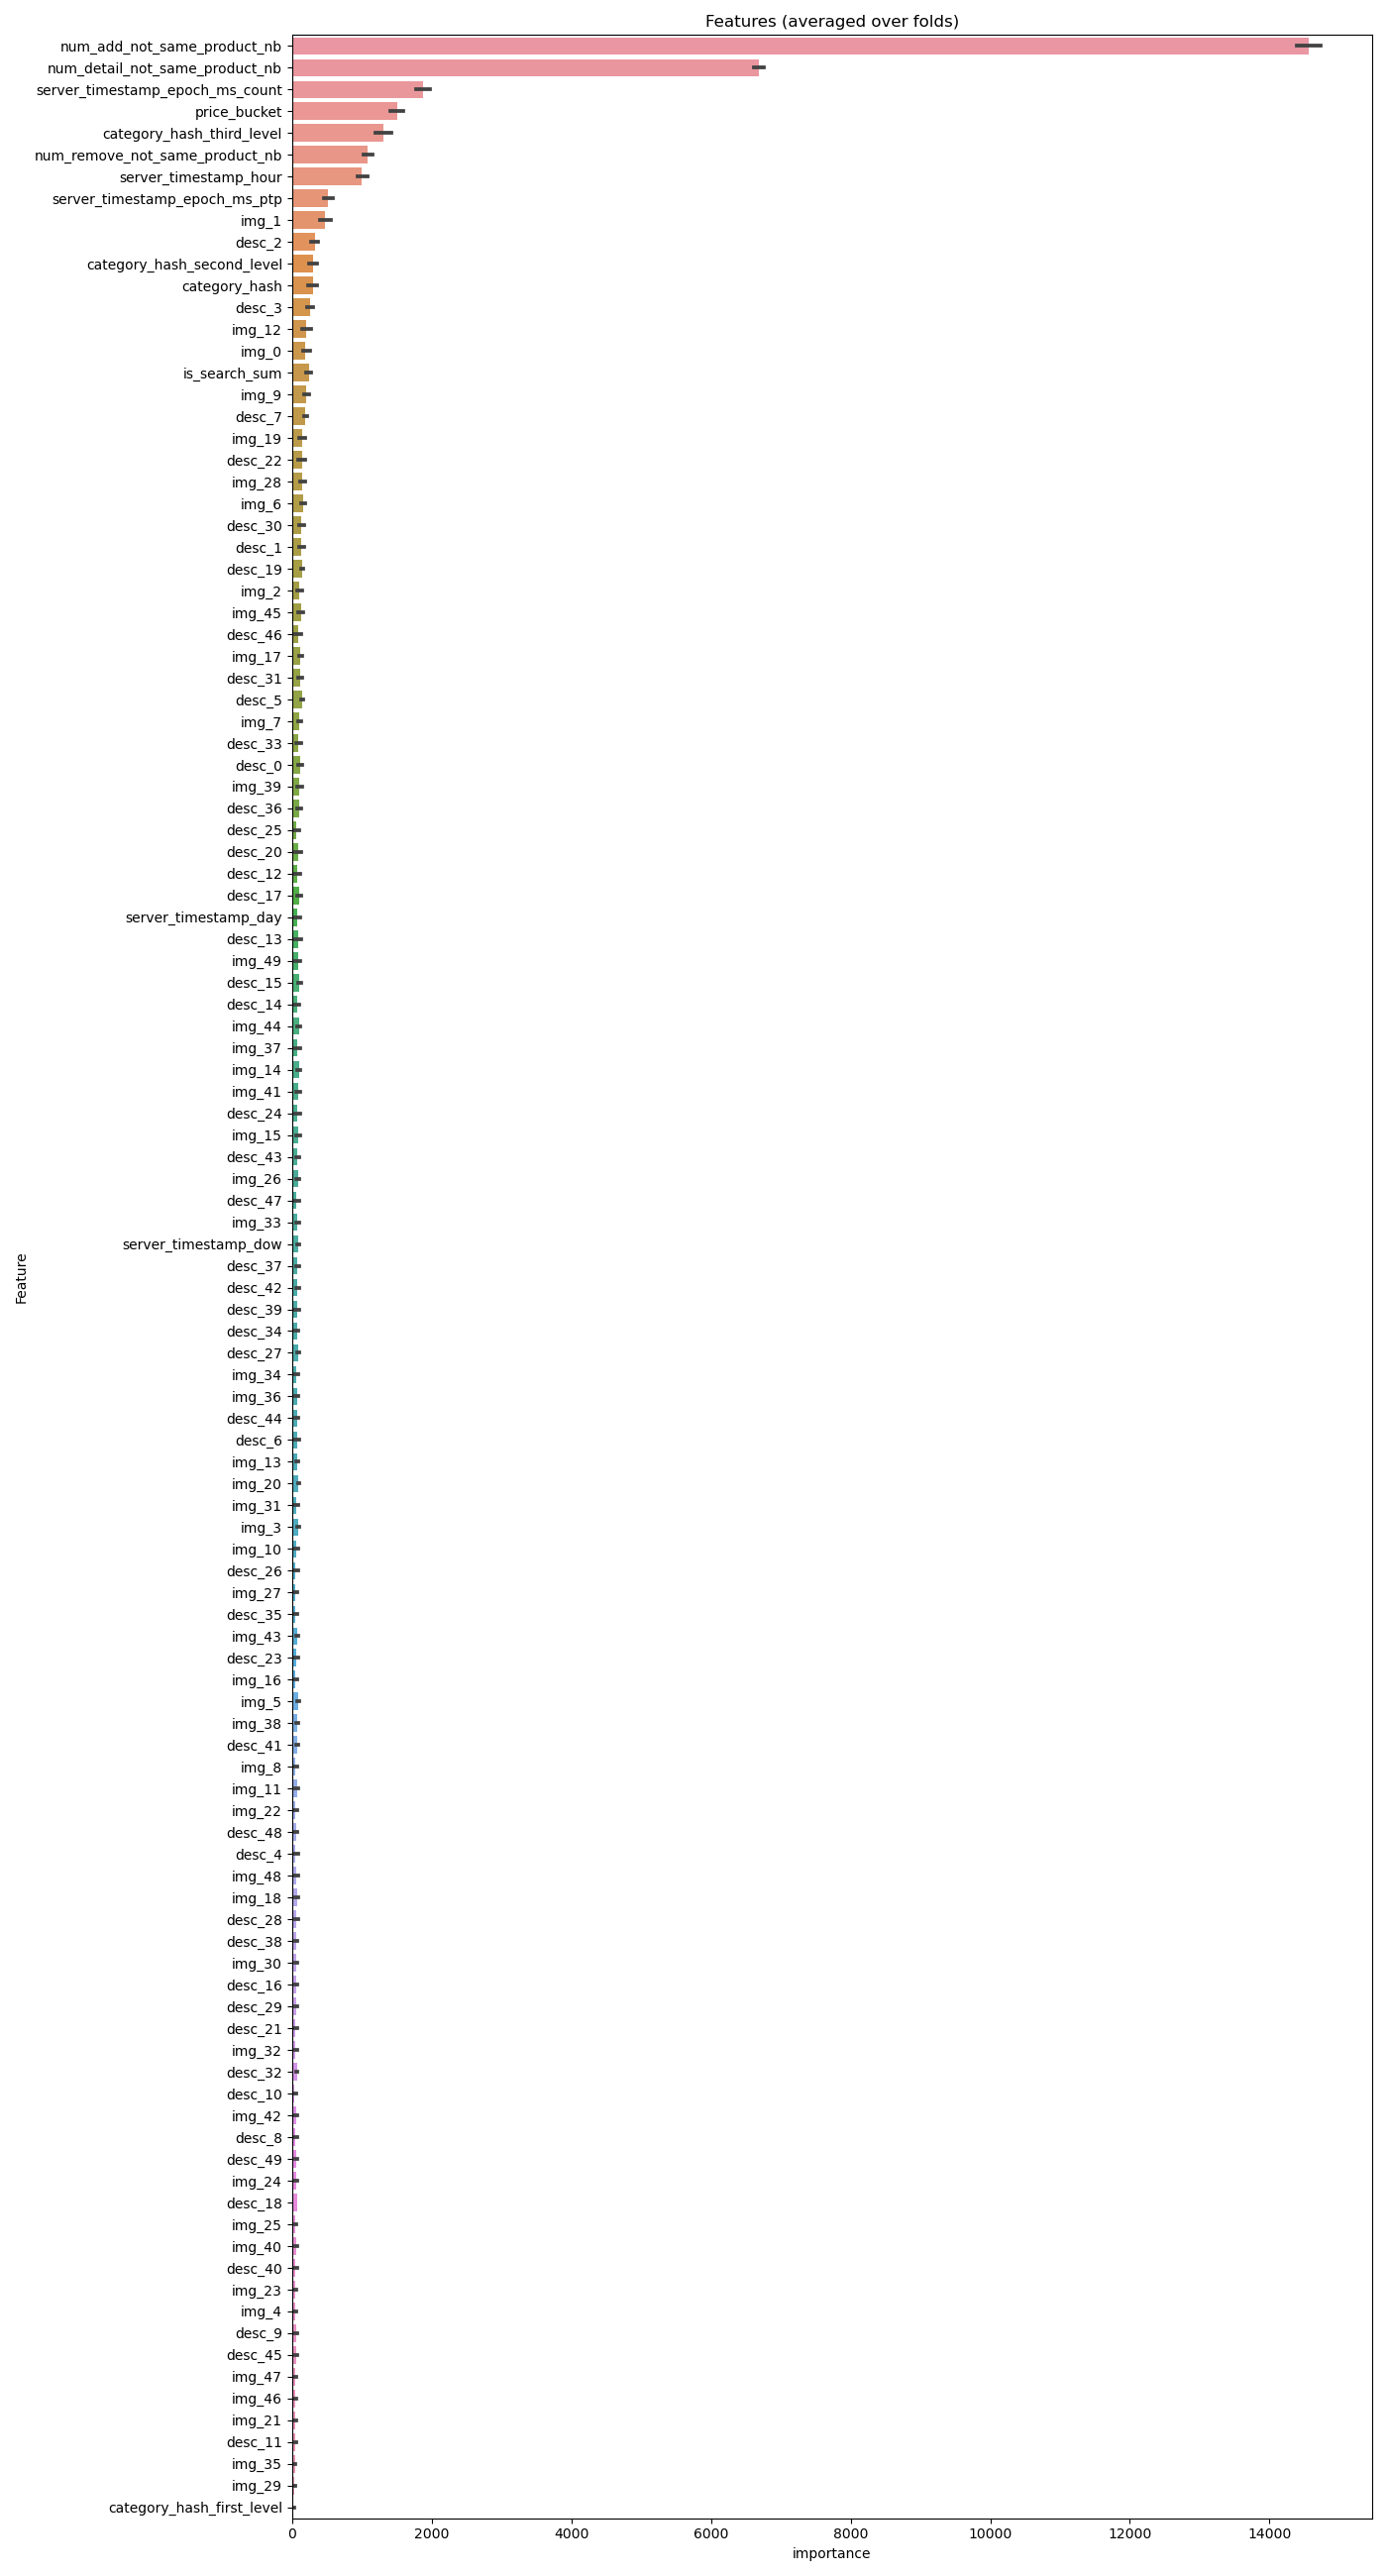 Features (averaged over folds)
num_add_not_same_product_nb
num_detail_not_same_product_nb
server_timestamp_epoch_ms_count
price_bucket
category_hash_third_level
num_remove_not_same_product_nb
server_timestamp_hour
server_timestamp_epoch_ms_ptp
img_1
desc_2
category_hash_second_level
category_hash
desc_3
img_12
img_0
is_search_sum
img_9
desc_7
img_19
desc_22
img_28
img_6
desc_30
desc_1
desc_19
img_2
img_45
desc_46
img_17
desc_31
desc_5
img_7
desc_33
desc_0
img_39
desc_36
desc_25
desc_20
desc_12
desc_17
server_timestamp_day
desc_13
img_49
desc_15
desc_14
img_44
img_37
img_14
img_41
desc_24
img_15
desc_43
img_26
desc_47
img_33
server_timestamp_dow
desc_37
desc_42
desc_39
desc_34
desc_27
img_34
img_36
desc_44
desc_6
img_13
img_20
img_31
img_3
img_10
desc_26
img_27
desc_35
img_43
desc_23
img_16
img_5
img_38
desc_41
img_8
img_11
img_22
desc_48
desc_4
img_48
img_18
desc_28
desc_38
img_30
desc_16
desc_29
desc_21
img_32
desc_32
desc_10
img_42
desc_8
desc_49
img_24
desc_18
img_25
img_40
desc_40
img_23
img_4
desc_9
desc_45
img_47
img_46
img_21
desc_11
img_35
img_29
category_hash_first_level
Feature
0 2000 4000 6000 8000 10000 12000 14000
importance